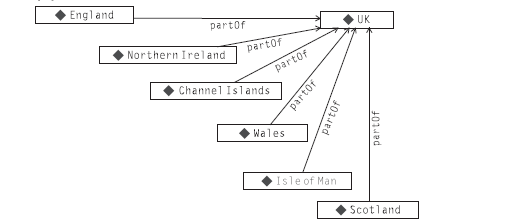 England
UK
partOf
Northern Ireland
partOf
Channel Islands
partOf
Wales
partOf
Isle of Man
partOf
Scotland
partOf